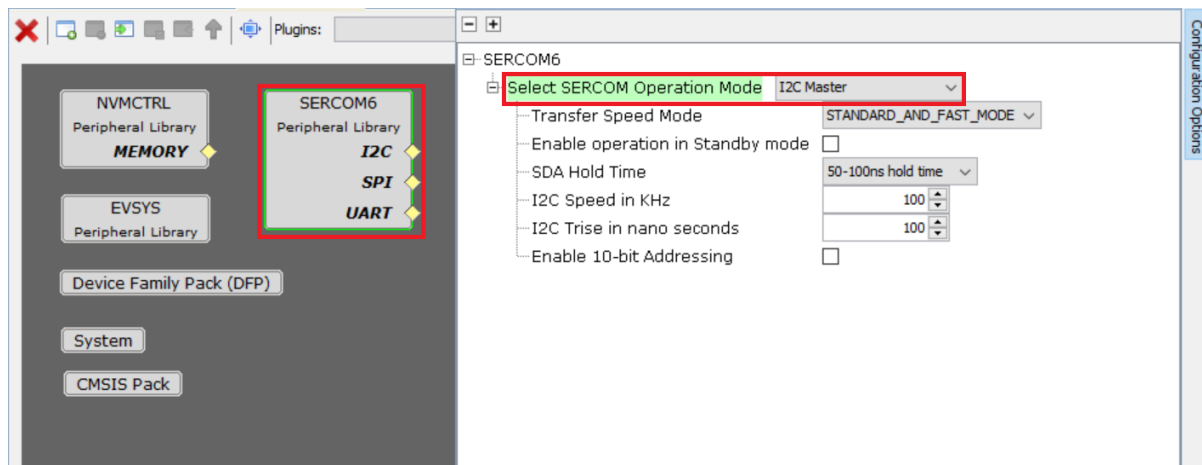 Plugins:
NVMCTRL
Peripheral Library
MEMORY
SERCOM6
Peripheral Library
I2C
SPI
UART
EVSYS
Peripheral Library
Device Family Pack (DFP)
System
CMSIS Pack
SERCOM6
Select SERCOM Operation Mode I2C Master
Transfer Speed Mode STANDARD_AND_FAST_MODE
Enable operation in Standby mode
SDA Hold Time 50-100ns hold time
I2C Speed in KHz 100
I2C Trise in nano seconds 100
Enable 10-bit Addressing
Configuration Options